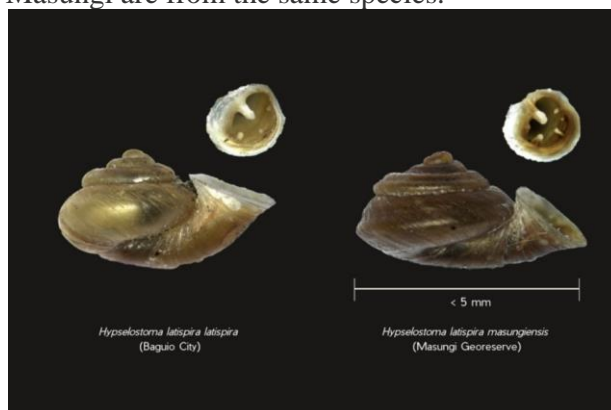 Masungi are from the same species.
< 5 mm
Hypselostoma latispira latispira
(Baguio City)
Hypselostoma latispira masungiensis
(Masungi Georeserve)